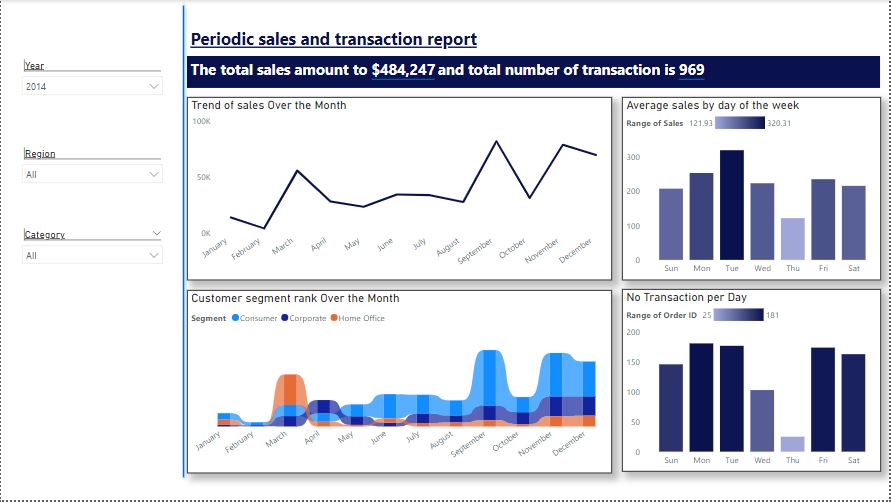 Periodic sales and transaction report
The total sales amount to $484,247 and total number of transaction is 969
Year
2014
Region
All
Category
All
Trend of sales Over the Month
100K
50K
0K
January February March April May June July August September October November December
Average sales by day of the week
Range of Sales 121.93 320.31
300
200
100
0
Sun Mon Tue Wed Thu Fri Sat
Customer segment rank Over the Month
Segment Consumer Corporate Home Office
January February March April May June July August September October November December
No Transaction per Day
Range of Order ID 25 181
200
150
100
50
0
Sun Mon Tue Wed Thu Fri Sat